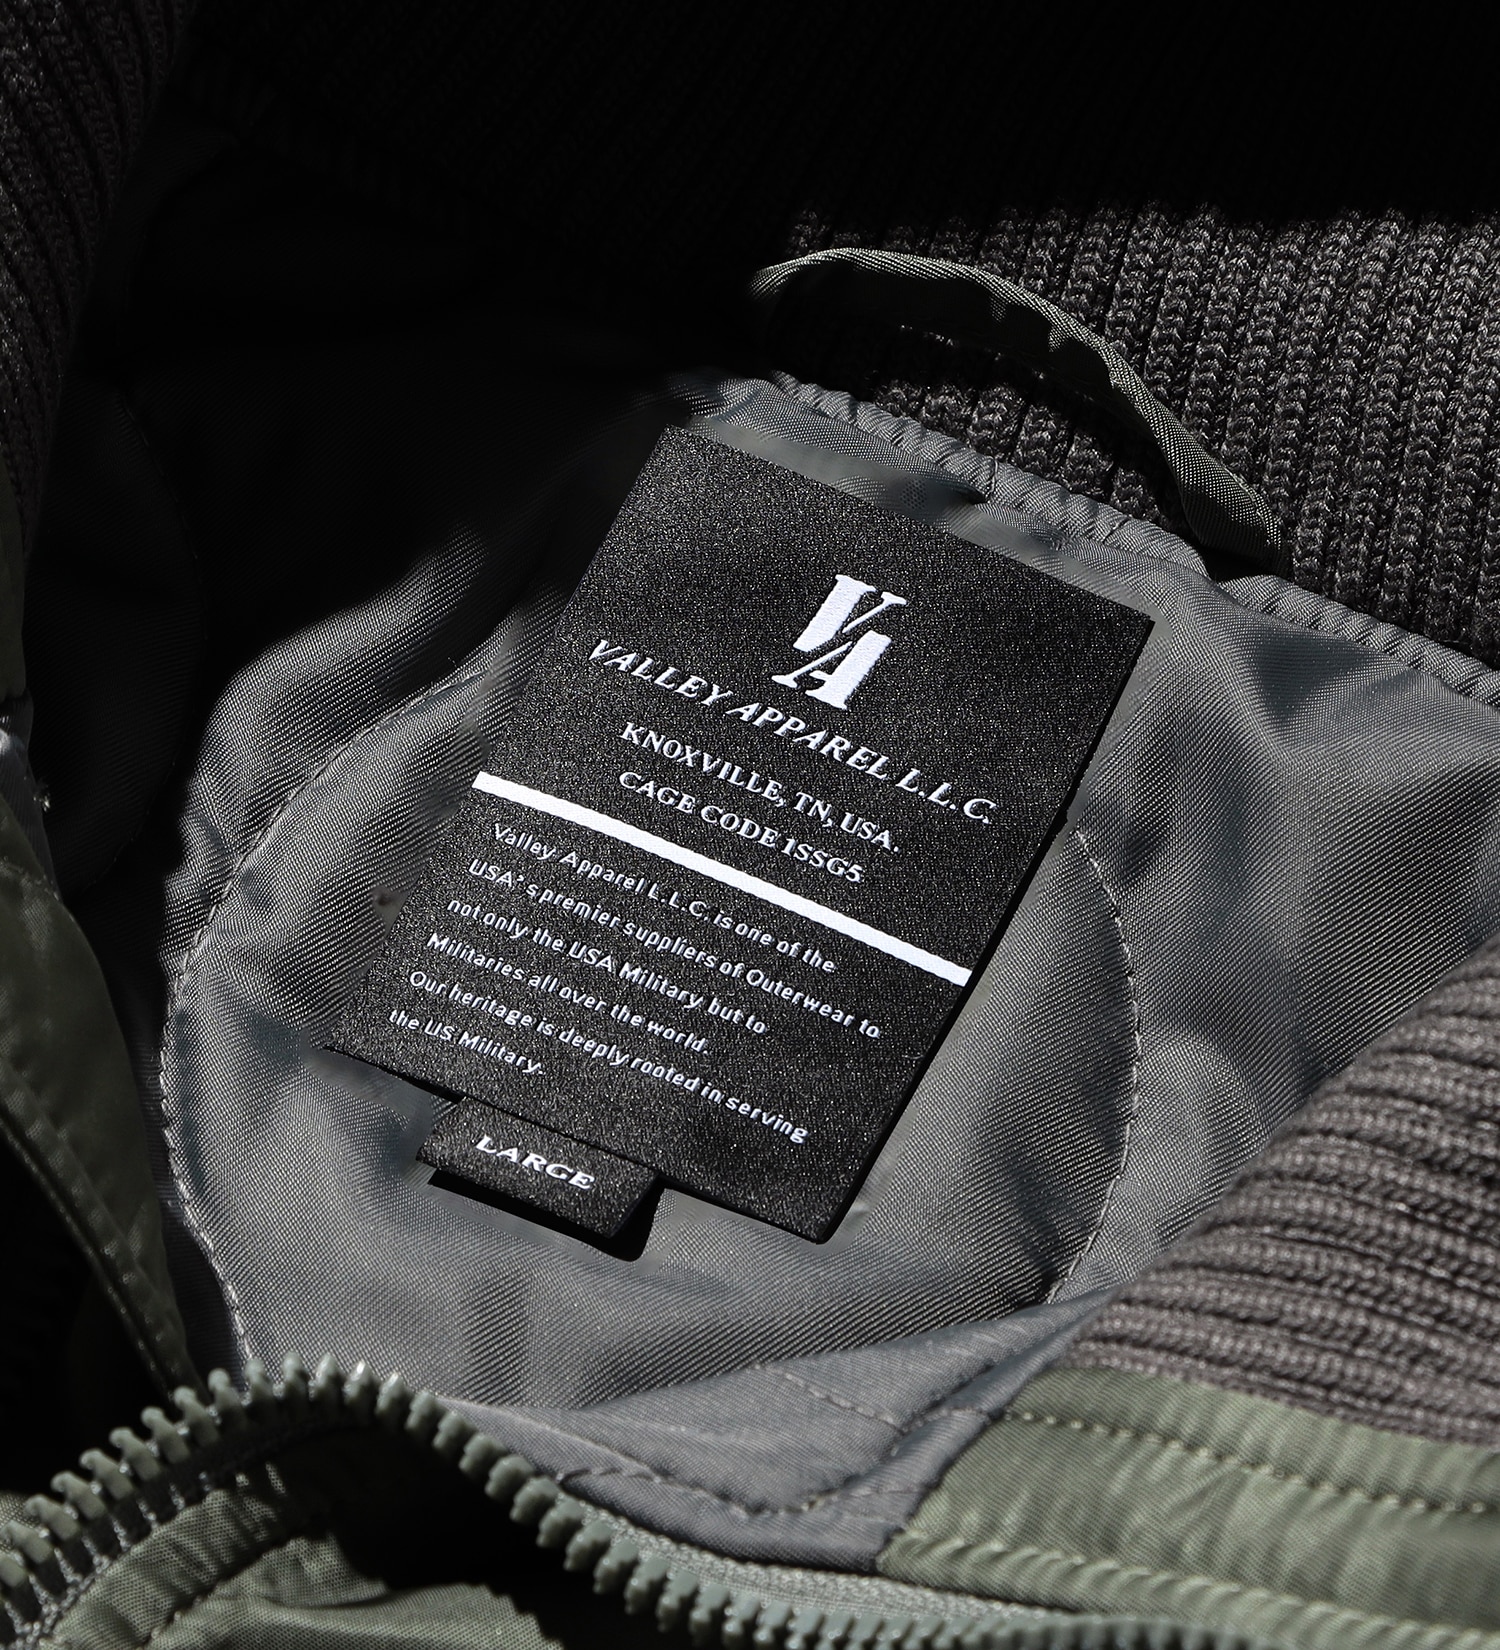 VA
VALLEY APPAREL L.L.C.
KNOXVILLE, TN, USA.
CAGE CODE 1SSG5
Valley Apparel L.L.C. is one of the
USA's premier suppliers of Outerwear to
not only the USA Military but to
Militaries all over the world.
Our heritage is deeply rooted in serving
the US Military.
LARGE